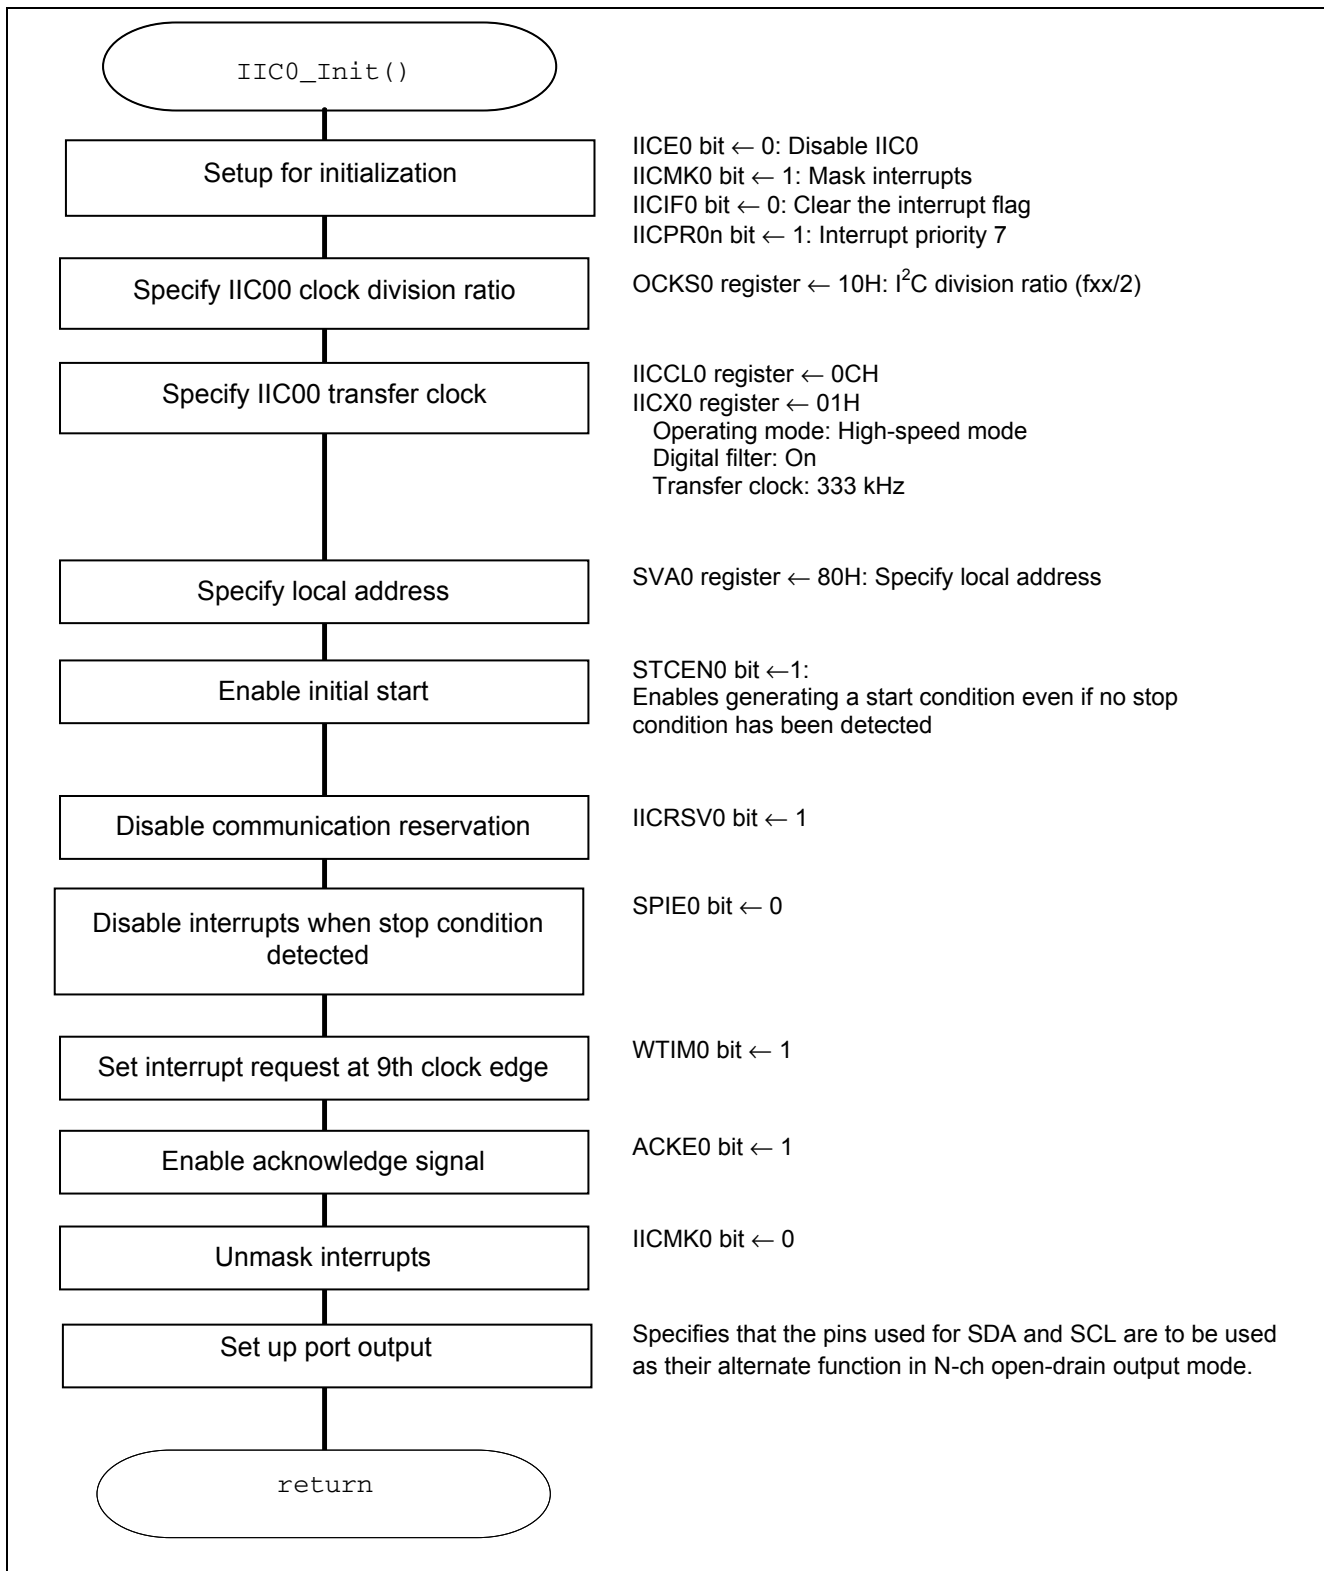 IIC0_Init()
Setup for initialization
IICE0 bit ← 0: Disable IIC0
IICMK0 bit ← 1: Mask interrupts
IICIF0 bit ← 0: Clear the interrupt flag
IICPR0n bit ← 1: Interrupt priority 7
Specify IIC00 clock division ratio
OCKS0 register ← 10H: I²C division ratio (fxx/2)
Specify IIC00 transfer clock
IICCL0 register ← 0CH
IICX0 register ← 01H
Operating mode: High-speed mode
Digital filter: On
Transfer clock: 333 kHz
Specify local address
SVA0 register ← 80H: Specify local address
Enable initial start
STCEN0 bit ←1:
Enables generating a start condition even if no stop
condition has been detected
Disable communication reservation
IICRSV0 bit ← 1
Disable interrupts when stop condition
detected
SPIE0 bit ← 0
Set interrupt request at 9th clock edge
WTIM0 bit ← 1
Enable acknowledge signal
ACKE0 bit ← 1
Unmask interrupts
IICMK0 bit ← 0
Set up port output
Specifies that the pins used for SDA and SCL are to be used
as their alternate function in N-ch open-drain output mode.
return